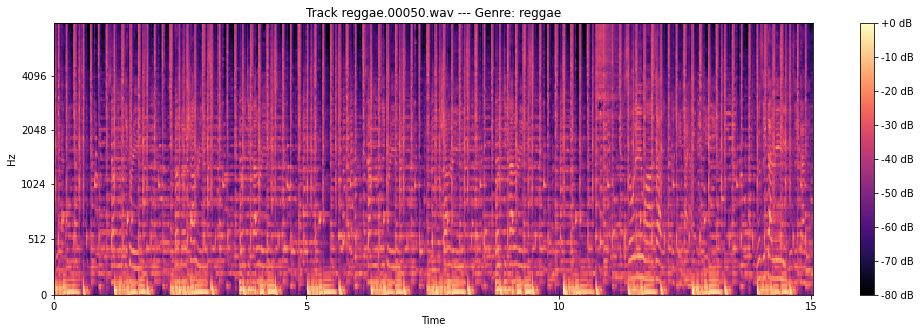 Track reggae.00050.wav --- Genre: reggae
Hz
4096
2048
1024
512
0
0
5
10
15
Time
+0 dB
-10 dB
-20 dB
-30 dB
-40 dB
-50 dB
-60 dB
-70 dB
-80 dB